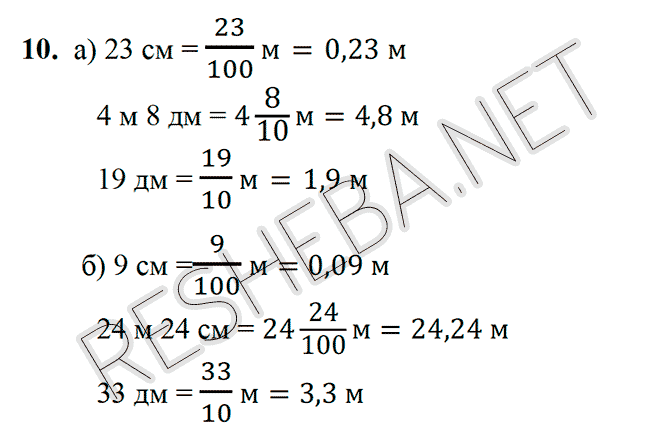 10. а) 23 см = 23/100 м = 0,23 м
4 м 8 дм = 4 8/10 м = 4,8 м
19 дм = 19/10 м = 1,9 м
б) 9 см = 9/100 м = 0,09 м
24 м 24 см = 24 24/100 м = 24,24 м
33 дм = 33/10 м = 3,3 м
RESHEBA.NET